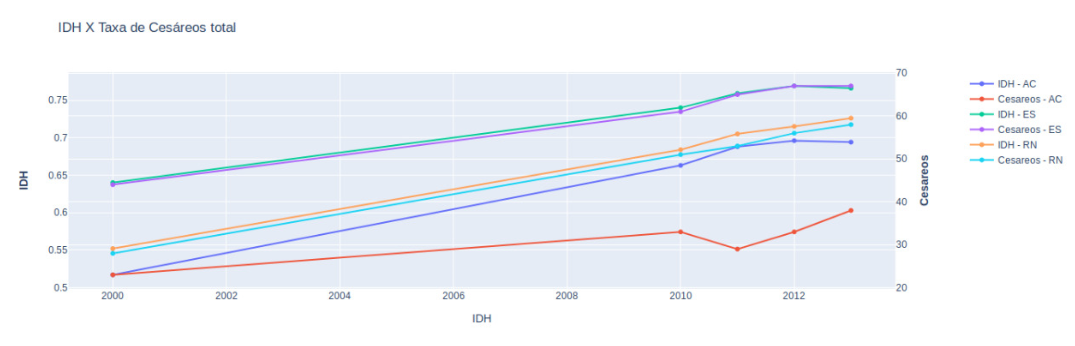 IDH X Taxa de Cesáreos total
IDH
0.75
0.7
0.65
0.6
0.55
0.5
70
60
50
40
30
20
Cesareos
2000
2002
2004
2006
2008
2010
2012
IDH
IDH - AC
Cesareos - AC
IDH - ES
Cesareos - ES
IDH - RN
Cesareos - RN